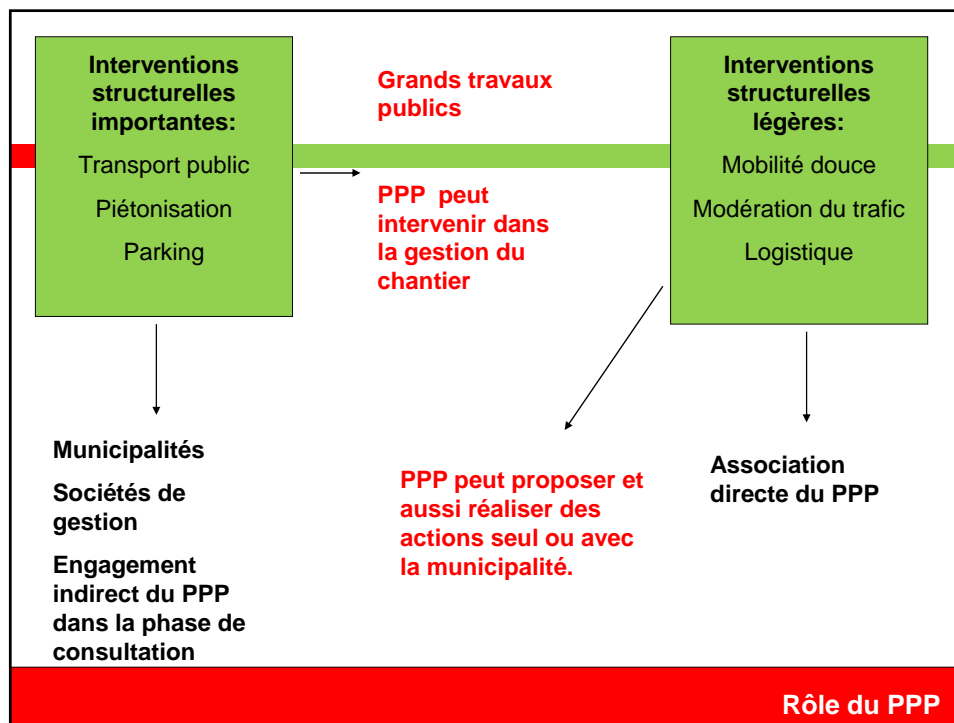 Interventions
structurelles
importantes:
Transport public
Piétonisation
Parking
Grands travaux
publics
PPP peut
intervenir dans
la gestion du
chantier
Interventions
structurelles
légères:
Mobilité douce
Modération du trafic
Logistique
Municipalités
Sociétés de
gestion
Engagement
indirect du PPP
dans la phase de
consultation
PPP peut proposer et
aussi réaliser des
actions seul ou avec
la municipalité.
Association
directe du PPP
Rôle du PPP